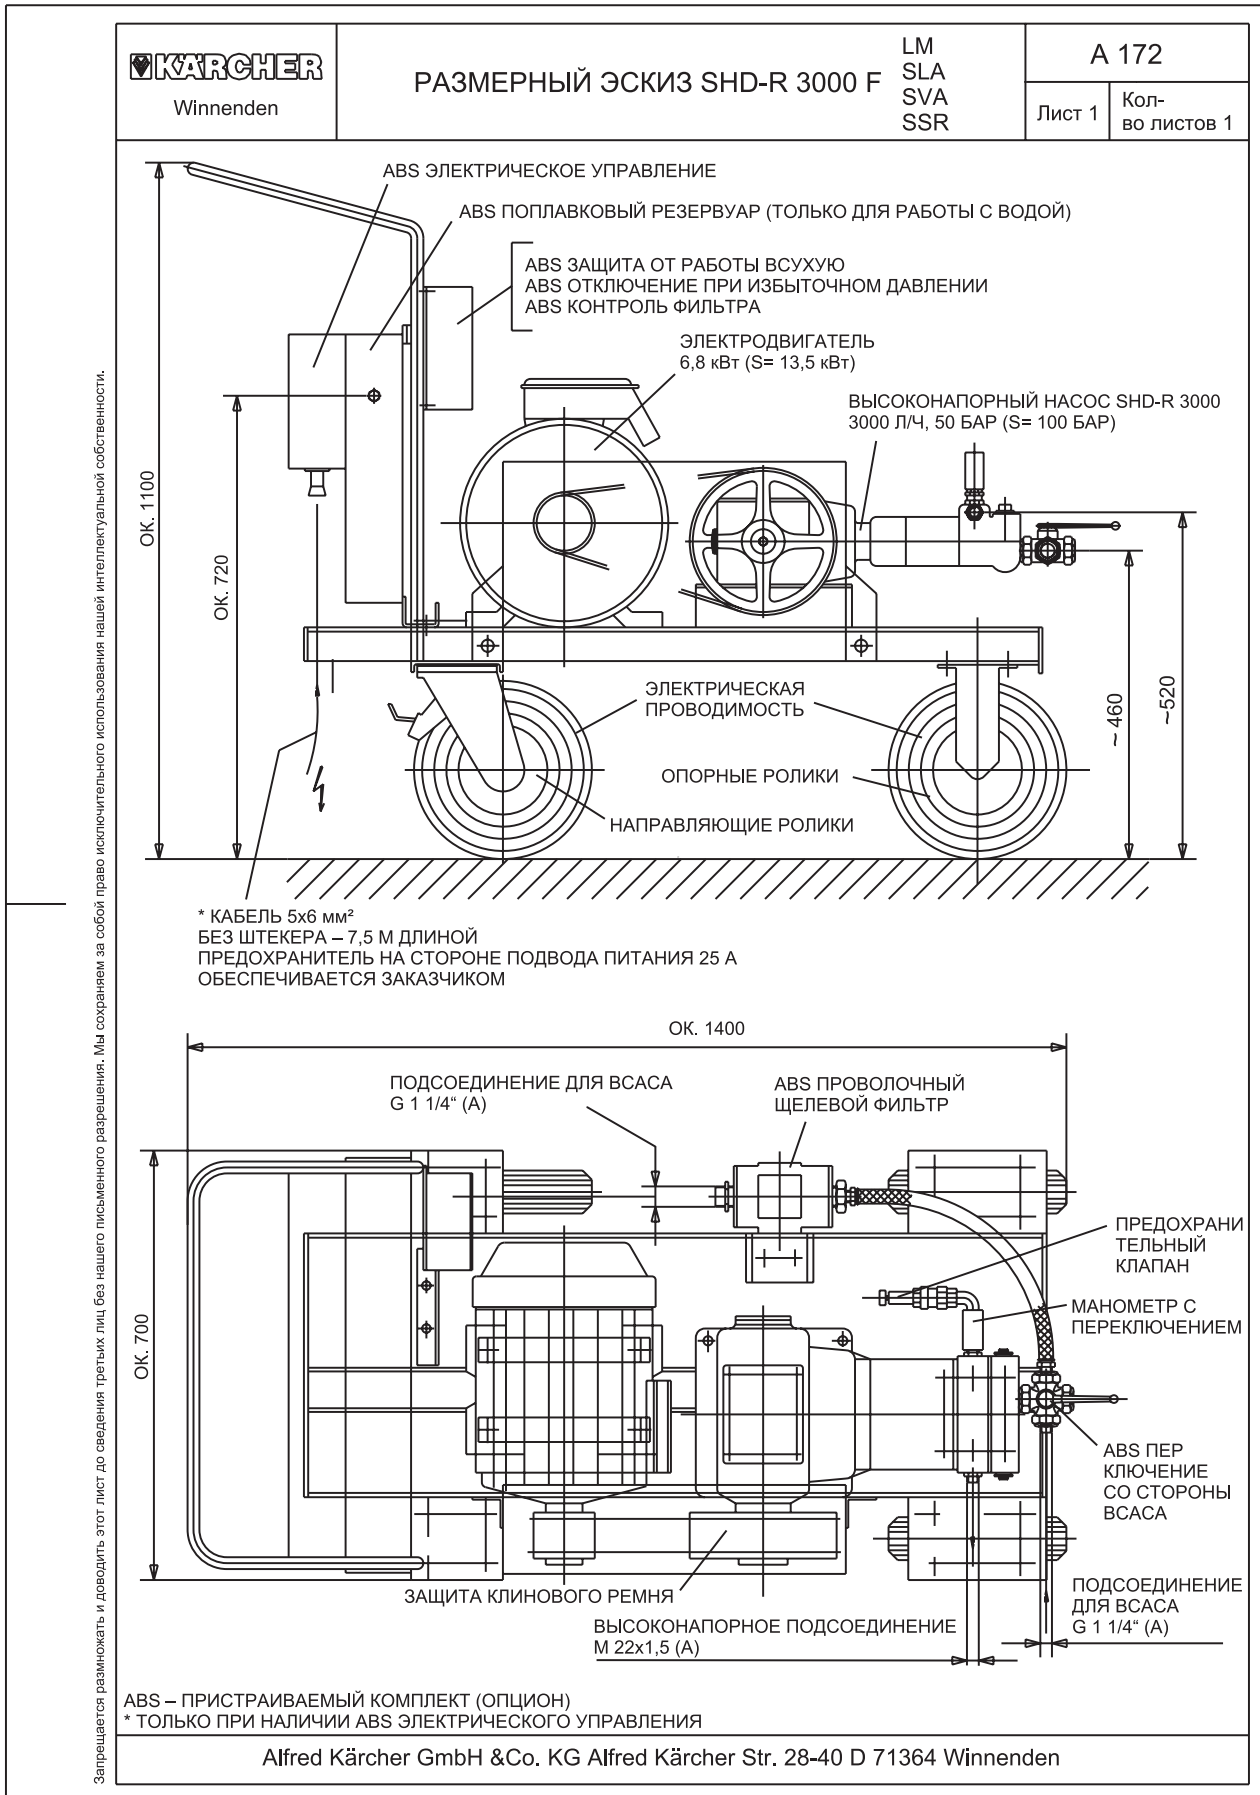 KÄRCHER
Winnenden
РАЗМЕРНЫЙ ЭСКИЗ SHD-R 3000 F
LM
SLA
SVA
SSR
А 172
Лист 1
Кол-
во листов 1
ABS ЭЛЕКТРИЧЕСКОЕ УПРАВЛЕНИЕ
ABS ПОПЛАВКОВЫЙ РЕЗЕРВУАР (ТОЛЬКО ДЛЯ РАБОТЫ С ВОДОЙ)
ABS ЗАЩИТА ОТ РАБОТЫ ВСУХУЮ
ABS ОТКЛЮЧЕНИЕ ПРИ ИЗБЫТОЧНОМ ДАВЛЕНИИ
ABS КОНТРОЛЬ ФИЛЬТРА
ЭЛЕКТРОДВИГАТЕЛЬ
6,8 кВт (S= 13,5 кВт)
ВЫСОКОНАПОРНЫЙ НАСОС SHD-R 3000
3000 Л/Ч, 50 БАР (S= 100 БАР)
ОК. 1100
ОК. 720
~ 460
~520
ЭЛЕКТРИЧЕСКАЯ
ПРОВОДИМОСТЬ
ОПОРНЫЕ РОЛИКИ
НАПРАВЛЯЮЩИЕ РОЛИКИ
* КАБЕЛЬ 5x6 мм²
БЕЗ ШТЕКЕРА – 7,5 М ДЛИНОЙ
ПРЕДОХРАНИТЕЛЬ НА СТОРОНЕ ПОДВОДА ПИТАНИЯ 25 А
ОБЕСПЕЧИВАЕТСЯ ЗАКАЗЧИКОМ
ОК. 1400
ПОДСОЕДИНЕНИЕ ДЛЯ ВСАСА
G 1 1/4“ (A)
ABS ПРОВОЛОЧНЫЙ
ЩЕЛЕВОЙ ФИЛЬТР
ОК. 700
ПРЕДОХРАНИ
ТЕЛЬНЫЙ
КЛАПАН
МАНОМЕТР С
ПЕРЕКЛЮЧЕНИЕМ
ABS ПЕР
КЛЮЧЕНИЕ
СО СТОРОНЫ
ВСАСА
ЗАЩИТА КЛИНОВОГО РЕМНЯ
ВЫСОКОНАПОРНОЕ ПОДСОЕДИНЕНИЕ
M 22x1,5 (A)
ПОДСОЕДИНЕНИЕ
ДЛЯ ВСАСА
G 1 1/4“ (A)
ABS – ПРИСТРАИВАЕМЫЙ КОМПЛЕКТ (ОПЦИОН)
* ТОЛЬКО ПРИ НАЛИЧИИ ABS ЭЛЕКТРИЧЕСКОГО УПРАВЛЕНИЯ
Alfred Kärcher GmbH &Co. KG Alfred Kärcher Str. 28-40 D 71364 Winnenden
Запрещается размножать и доводить этот лист до сведения третьих лиц без нашего письменного разрешения. Мы сохраняем за собой право исключительного использования нашей интеллектуальной собственности.